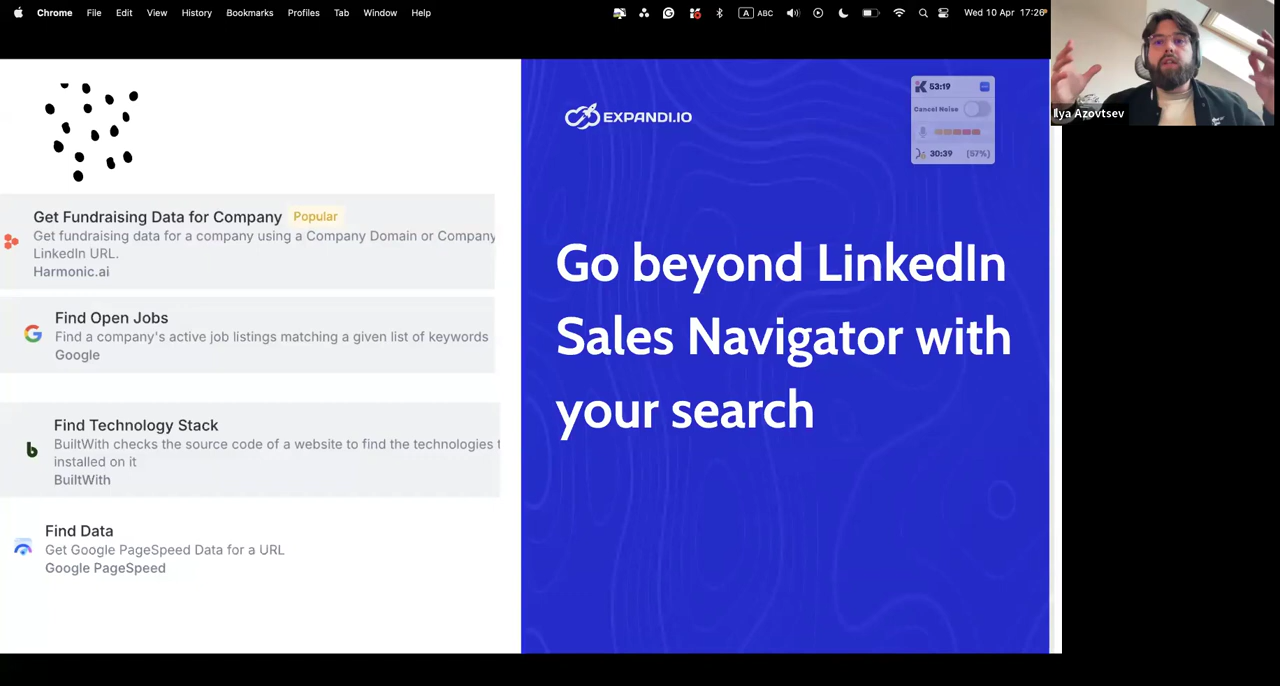 Chrome File Edit View History Bookmarks Profiles Tab Window Help A ABC Wed 10 Apr 17:26
Ilya Azovtsev
Get Fundraising Data for Company Popular
Get fundraising data for a company using a Company Domain or Company
LinkedIn URL.
Harmonic.ai
Find Open Jobs
Find a company's active job listings matching a given list of keywords
Google
Find Technology Stack
BuiltWith checks the source code of a website to find the technologies
installed on it
BuiltWith
Find Data
Get Google PageSpeed Data for a URL
Google PageSpeed
EXPANDI.IO
53:19
Cancel Noise
30:39 (57%)
Go beyond LinkedIn
Sales Navigator with
your search